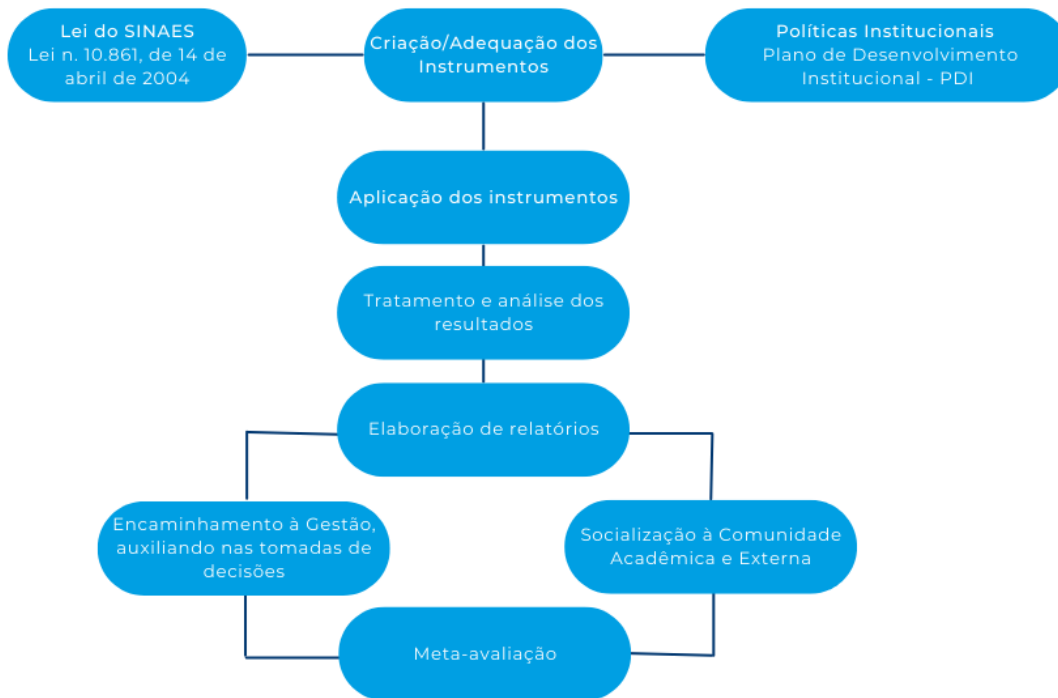 Lei do SINAES
Lei n. 10.861, de 14 de
abril de 2004
Criação/Adequação dos
Instrumentos
Políticas Institucionais
Plano de Desenvolvimento
Institucional - PDI
Aplicação dos instrumentos
Tratamento e análise dos
resultados
Elaboração de relatórios
Encaminhamento à Gestão,
auxiliando nas tomadas de
decisões
Socialização à Comunidade
Acadêmica e Externa
Meta-avaliação